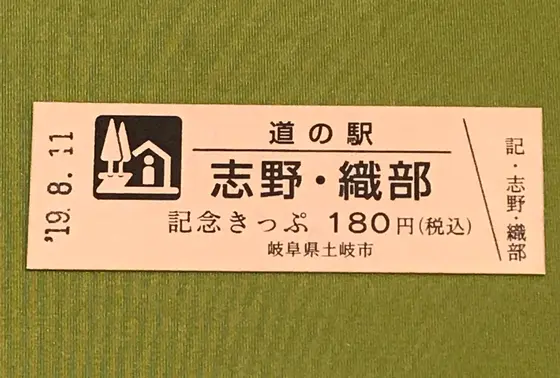 '19.8.11
道の駅
志野・織部
記念きっぷ 180円(税込)
岐阜県土岐市
記・志野・織部